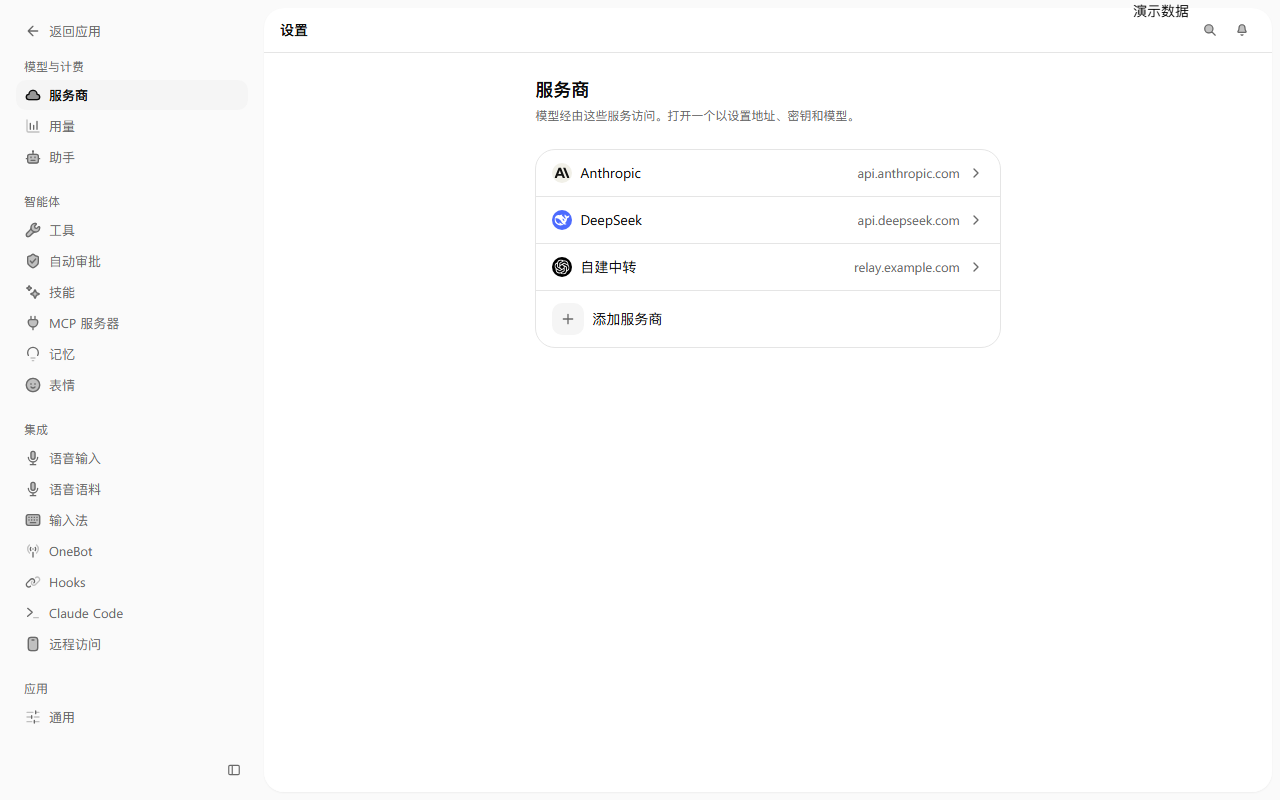 返回应用
模型与计费
服务商
用量
助手
智能体
工具
自动审批
技能
MCP 服务器
记忆
表情
集成
语音输入
语音语料
输入法
OneBot
Hooks
Claude Code
远程访问
应用
通用
设置
演示数据
服务商
模型经由这些服务访问。打开一个以设置地址、密钥和模型。
Anthropic api.anthropic.com
DeepSeek api.deepseek.com
自建中转 relay.example.com
添加服务商